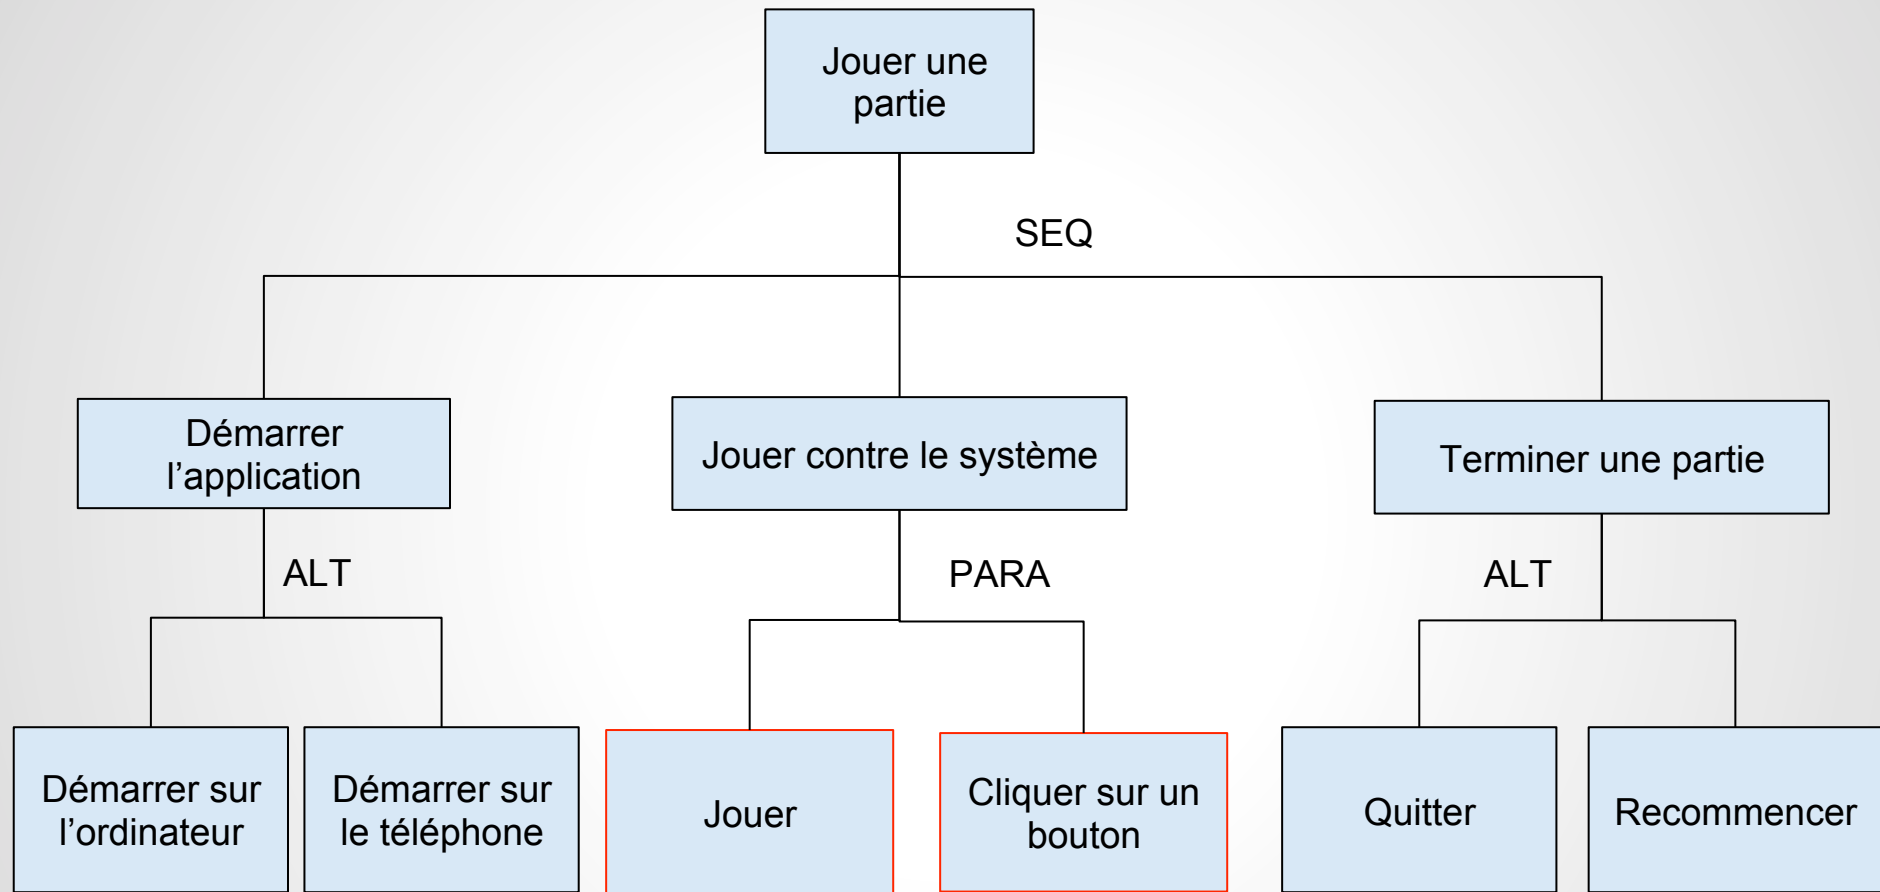 Jouer une
partie
SEQ
Démarrer
l’application
Jouer contre le système
Terminer une partie
ALT
PARA
ALT
Démarrer sur
l’ordinateur
Démarrer sur
le téléphone
Jouer
Cliquer sur un
bouton
Quitter
Recommencer